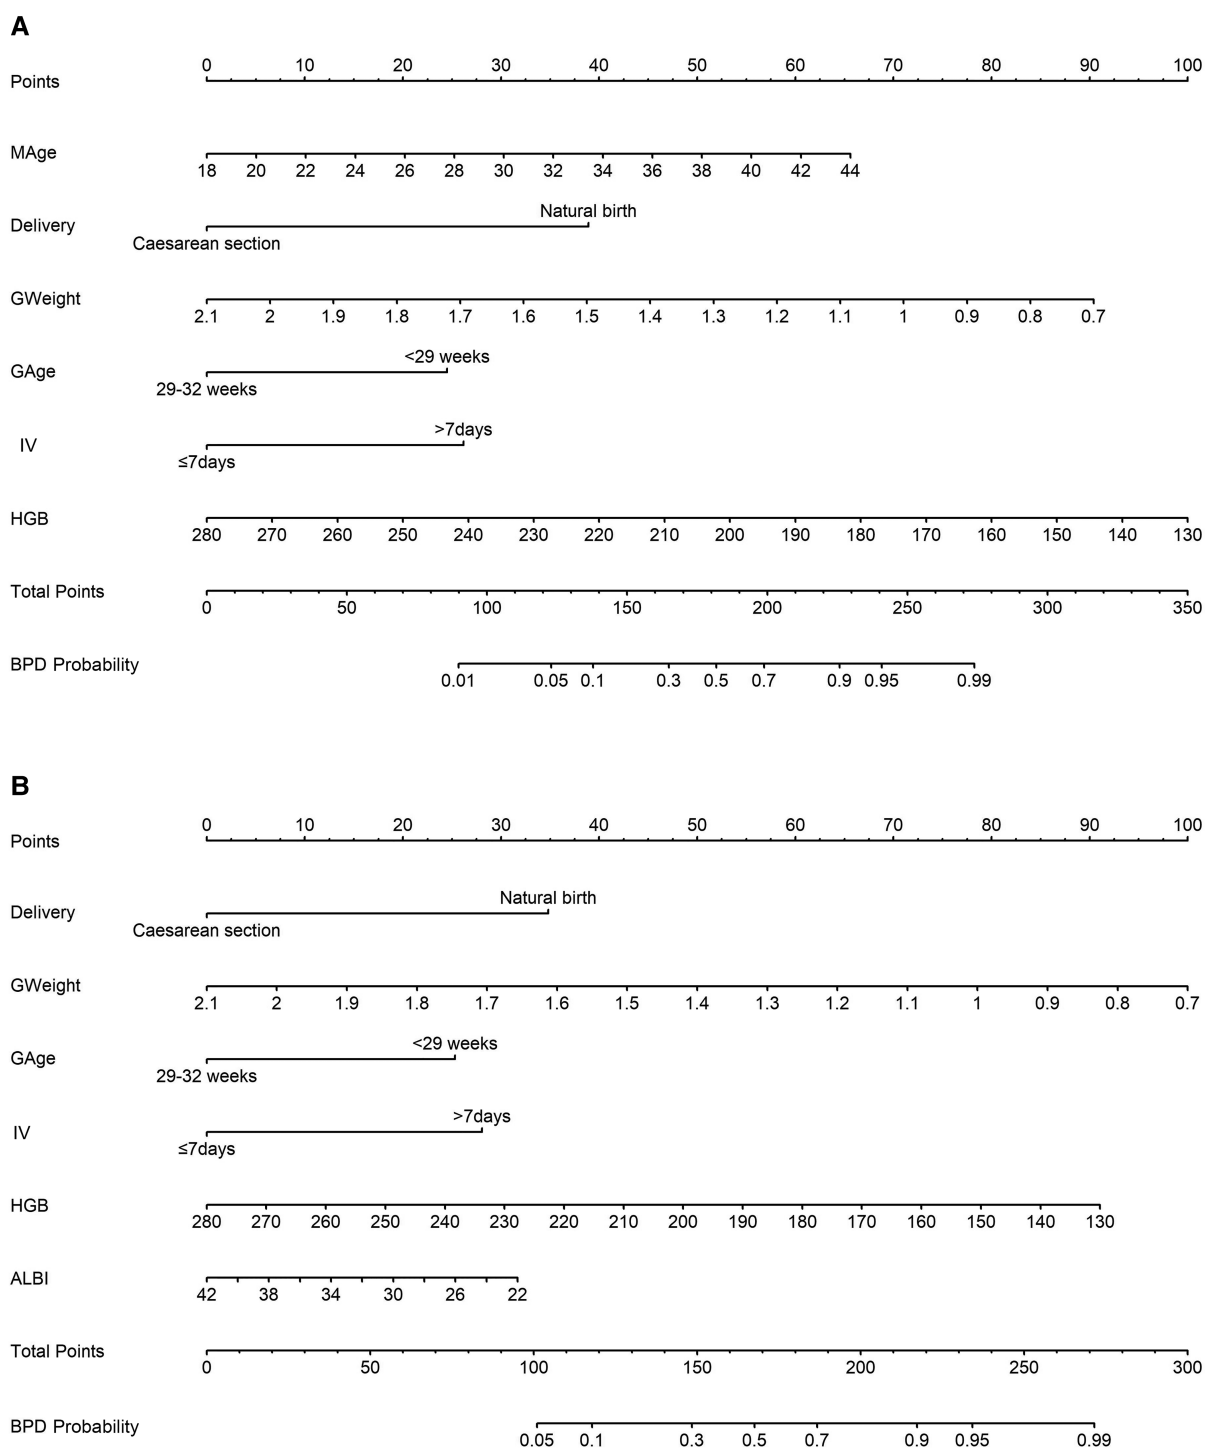 A
0 10 20 30 40 50 60 70 80 90 100
Points
MAge
18 20 22 24 26 28 30 32 34 36 38 40 42 44
Natural birth
Delivery
Caesarean section
GWeight
2.1 2 1.9 1.8 1.7 1.6 1.5 1.4 1.3 1.2 1.1 1 0.9 0.8 0.7
<29 weeks
GAge
29-32 weeks
>7days
IV
≤7days
HGB
280 270 260 250 240 230 220 210 200 190 180 170 160 150 140 130
Total Points
0 50 100 150 200 250 300 350
BPD Probability
0.01 0.05 0.1 0.3 0.5 0.7 0.9 0.95 0.99
B
0 10 20 30 40 50 60 70 80 90 100
Points
Natural birth
Delivery
Caesarean section
GWeight
2.1 2 1.9 1.8 1.7 1.6 1.5 1.4 1.3 1.2 1.1 1 0.9 0.8 0.7
<29 weeks
GAge
29-32 weeks
>7days
IV
≤7days
HGB
280 270 260 250 240 230 220 210 200 190 180 170 160 150 140 130
ALBI
42 38 34 30 26 22
Total Points
0 50 100 150 200 250 300
BPD Probability
0.05 0.1 0.3 0.5 0.7 0.9 0.95 0.99